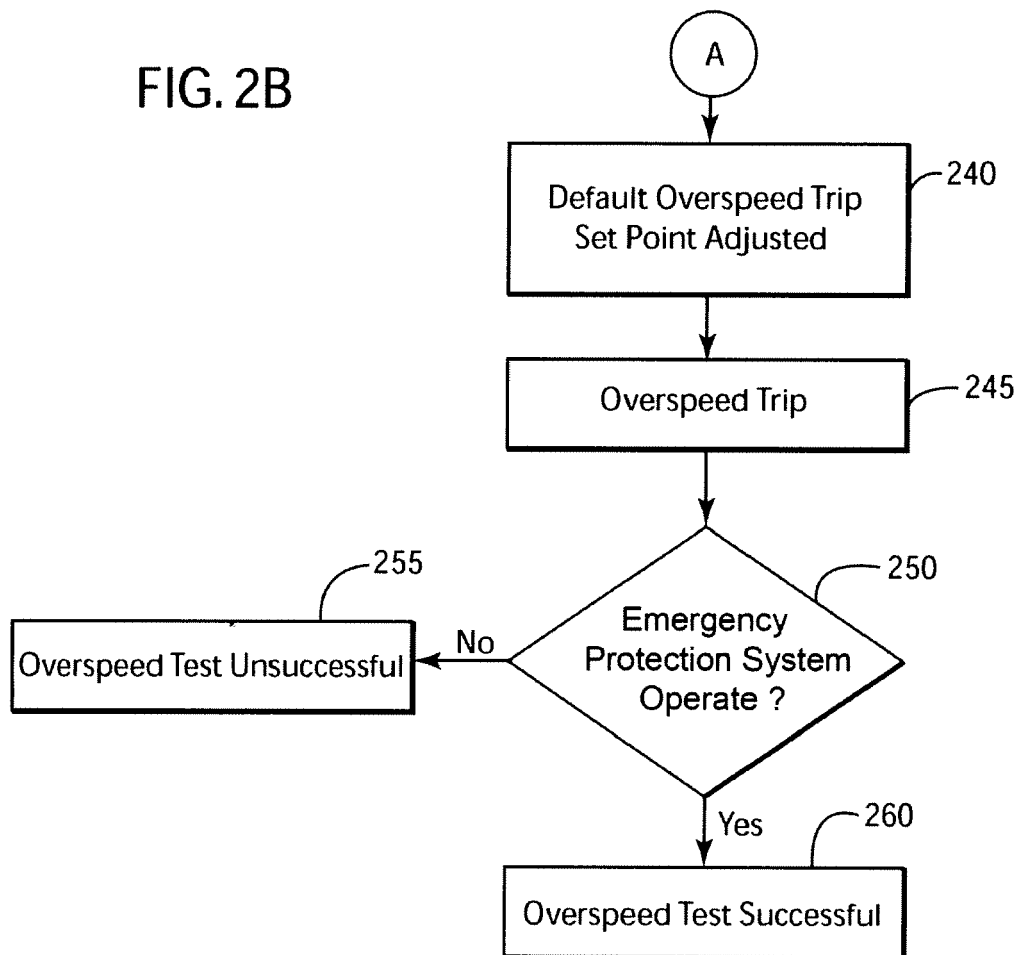 FIG. 2B
A
Default Overspeed Trip
Set Point Adjusted
240
Overspeed Trip
245
Emergency
Protection System
Operate ?
250
No
255
Overspeed Test Unsuccessful
Yes
260
Overspeed Test Successful